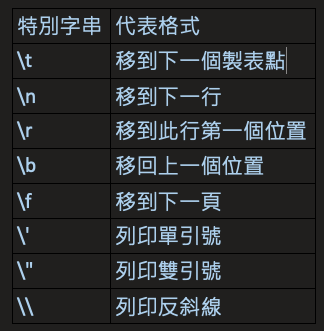 特別字串 代表格式
\t 移到下一個製表點
\n 移到下一行
\r 移到此行第一個位置
\b 移回上一個位置
\f 移到下一頁
\' 列印單引號
\" 列印雙引號
\\ 列印反斜線